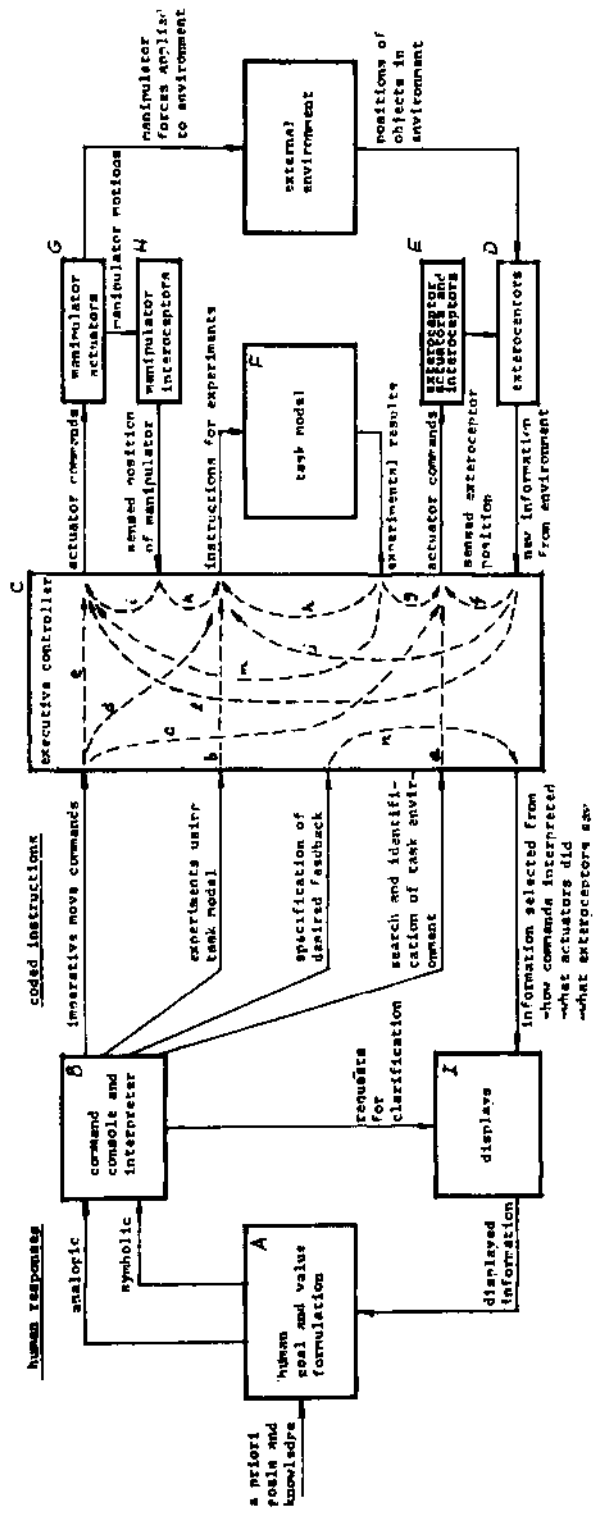 human responses
coded instructions
a priori
goals and
knowledge
A
human
goal and value
formulation
analogic
symbolic
B
command
console and
interpreter
requests
for
clarification
I
displays
displayed
information
imperative move commands
experiments using
task model
specification of
desired feedback
search and identifi-
cation of task envir-
onment
information selected from
-how commands interpreted
-what actuators did
-what exteroceptors saw
C
executive controller
e
d
c
b
a
l
m
j
n
i
k
h
g
f
actuator commands
sensed position
of manipulator
instructions for experiments
experimental results
actuator commands
sensed exteroceptor
position
new information
from environment
G
manipulator
actuators
manipulator motions
H
manipulator
interoceptors
F
task model
E
exteroceptor
actuators and
interoceptors
D
exteroceptors
manipulator
forces applied
to environment
external
environment
positions of
objects in
environment